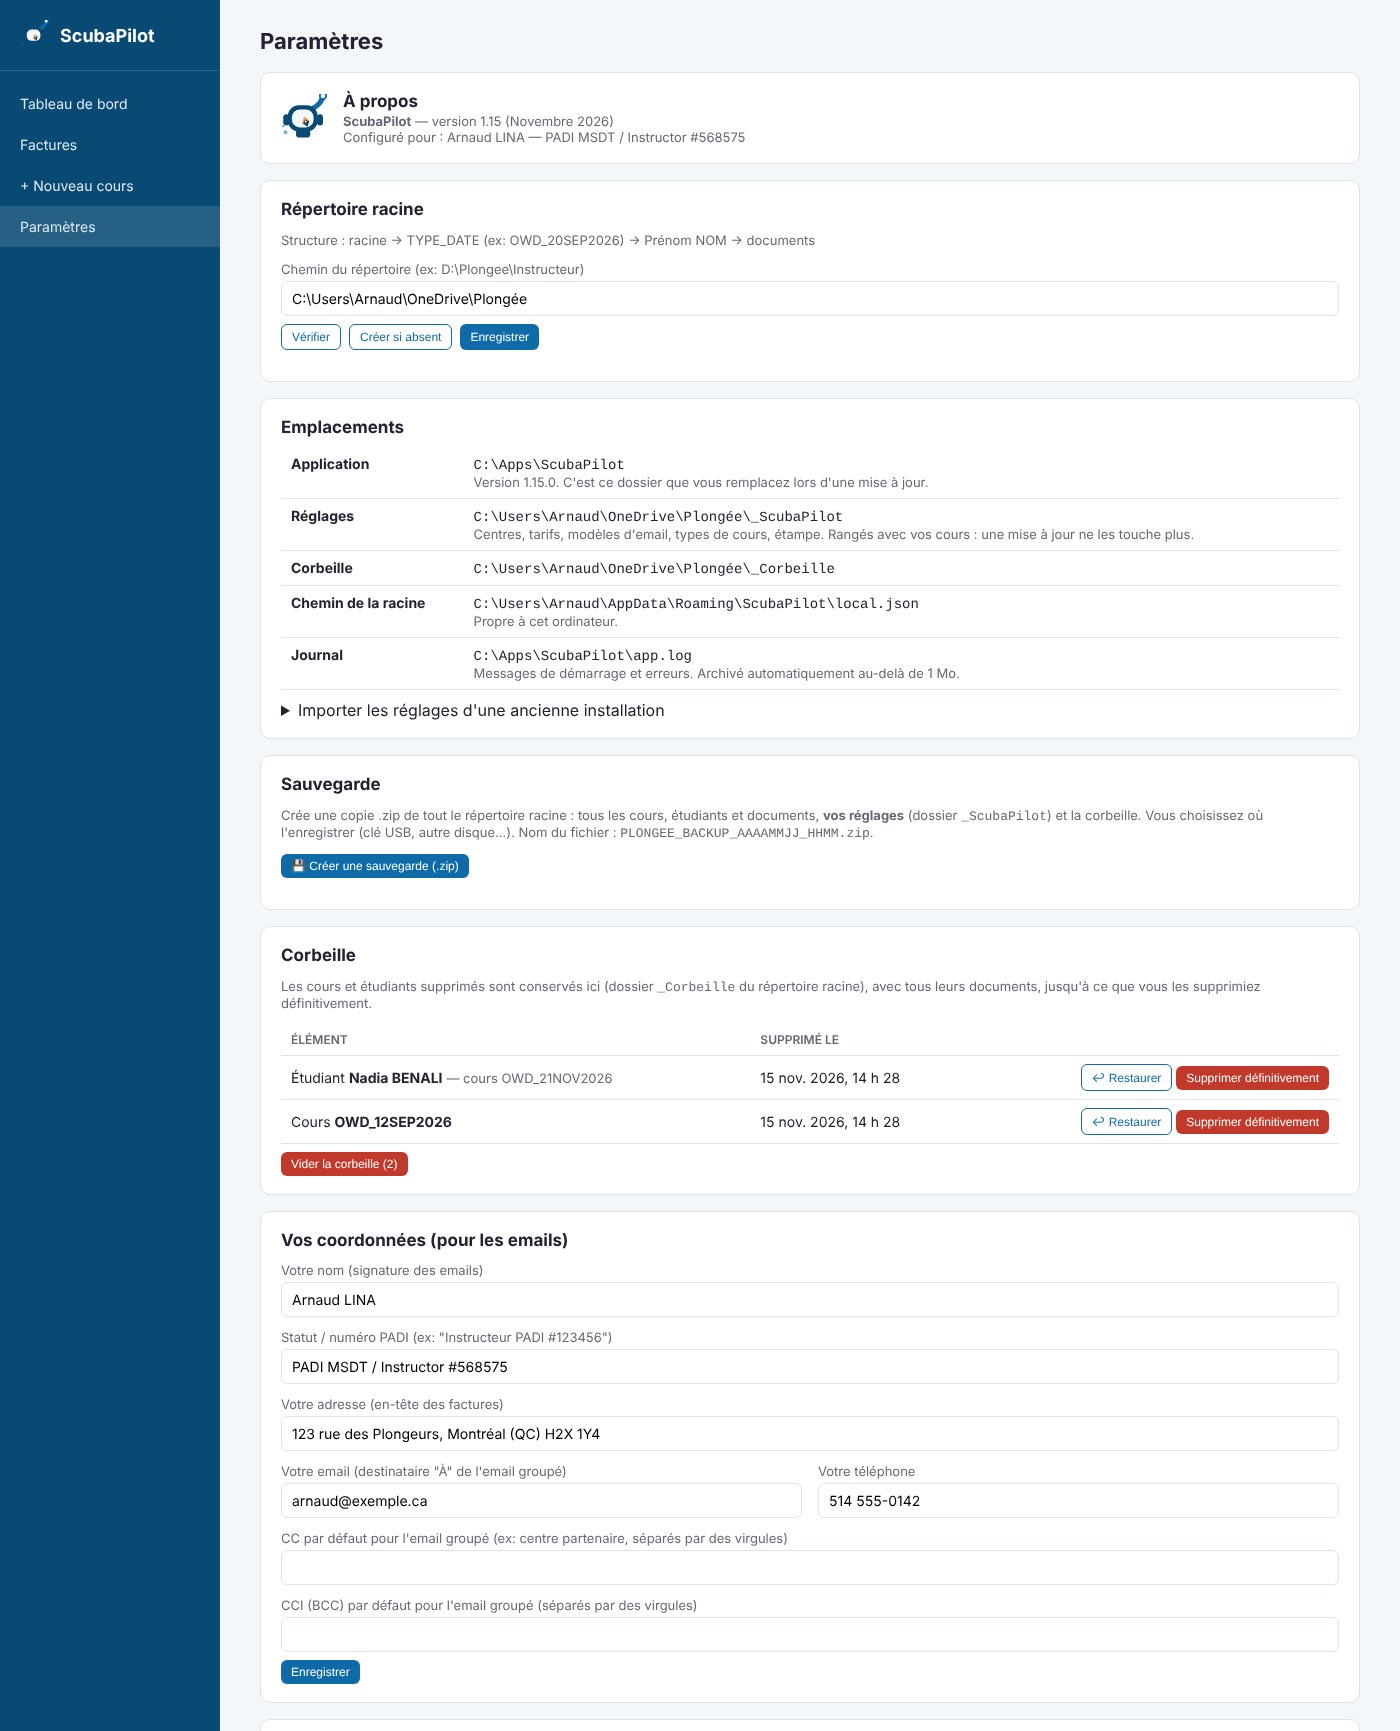 ScubaPilot
Tableau de bord
Factures
+ Nouveau cours
Paramètres
Paramètres
À propos
ScubaPilot — version 1.15 (Novembre 2026)
Configuré pour : Arnaud LINA — PADI MSDT / Instructor #568575
Répertoire racine
Structure : racine → TYPE_DATE (ex: OWD_20SEP2026) → Prénom NOM → documents
Chemin du répertoire (ex: D:\Plongee\Instructeur)
C:\Users\Arnaud\OneDrive\Plongée
Vérifier Créer si absent Enregistrer
Emplacements
Application C:\Apps\ScubaPilot
Version 1.15.0. C'est ce dossier que vous remplacez lors d'une mise à jour.
Réglages C:\Users\Arnaud\OneDrive\Plongée\_ScubaPilot
Centres, tarifs, modèles d'email, types de cours, étampe. Rangés avec vos cours : une mise à jour ne les touche plus.
Corbeille C:\Users\Arnaud\OneDrive\Plongée\_Corbeille
Chemin de la racine C:\Users\Arnaud\AppData\Roaming\ScubaPilot\local.json
Propre à cet ordinateur.
Journal C:\Apps\ScubaPilot\app.log
Messages de démarrage et erreurs. Archivé automatiquement au-delà de 1 Mo.
▶ Importer les réglages d'une ancienne installation
Sauvegarde
Crée une copie .zip de tout le répertoire racine : tous les cours, étudiants et documents, vos réglages (dossier _ScubaPilot) et la corbeille. Vous choisissez où
l'enregistrer (clé USB, autre disque...). Nom du fichier : PLONGEE_BACKUP_AAAAMMJJ_HHMM.zip.
💾 Créer une sauvegarde (.zip)
Corbeille
Les cours et étudiants supprimés sont conservés ici (dossier _Corbeille du répertoire racine), avec tous leurs documents, jusqu'à ce que vous les supprimiez
définitivement.
ÉLÉMENT SUPPRIMÉ LE
Étudiant Nadia BENALI — cours OWD_21NOV2026 15 nov. 2026, 14 h 28 ↩ Restaurer Supprimer définitivement
Cours OWD_12SEP2026 15 nov. 2026, 14 h 28 ↩ Restaurer Supprimer définitivement
Vider la corbeille (2)
Vos coordonnées (pour les emails)
Votre nom (signature des emails)
Arnaud LINA
Statut / numéro PADI (ex: "Instructeur PADI #123456")
PADI MSDT / Instructor #568575
Votre adresse (en-tête des factures)
123 rue des Plongeurs, Montréal (QC) H2X 1Y4
Votre email (destinataire "À" de l'email groupé) Votre téléphone
arnaud@exemple.ca 514 555-0142
CC par défaut pour l'email groupé (ex: centre partenaire, séparés par des virgules)
CCI (BCC) par défaut pour l'email groupé (séparés par des virgules)
Enregistrer